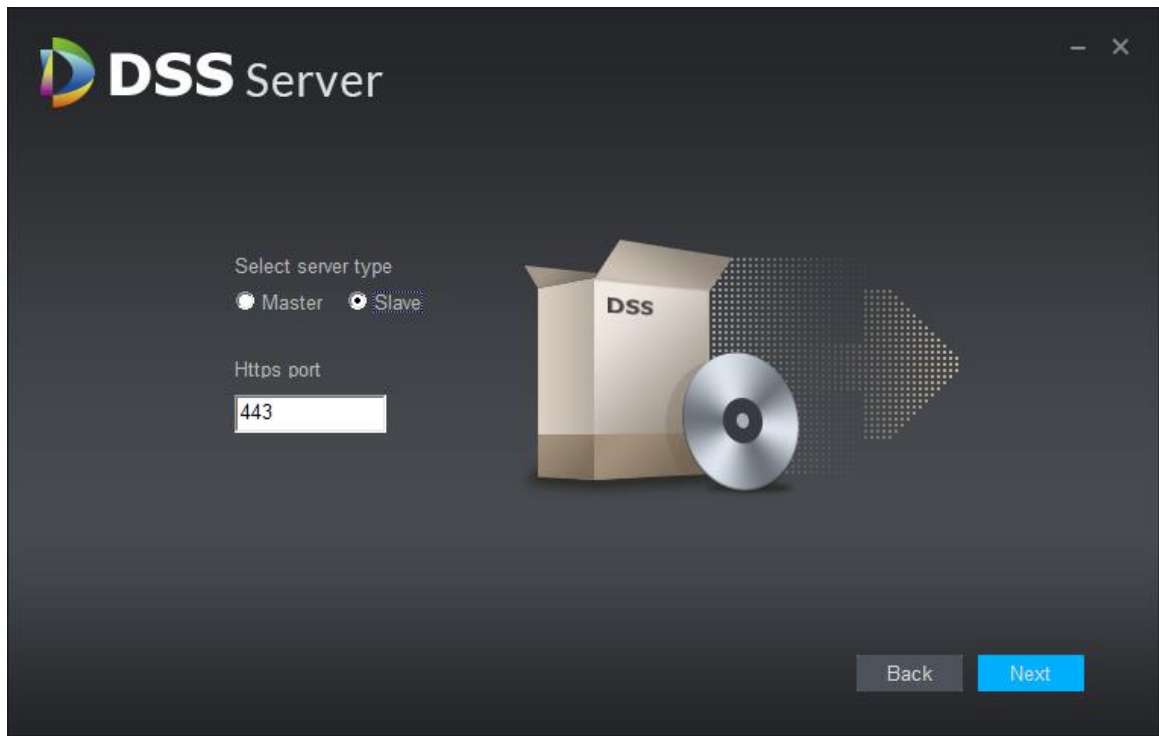 DSS Server
Select server type
Master Slave
DSS
Https port
443
Back Next